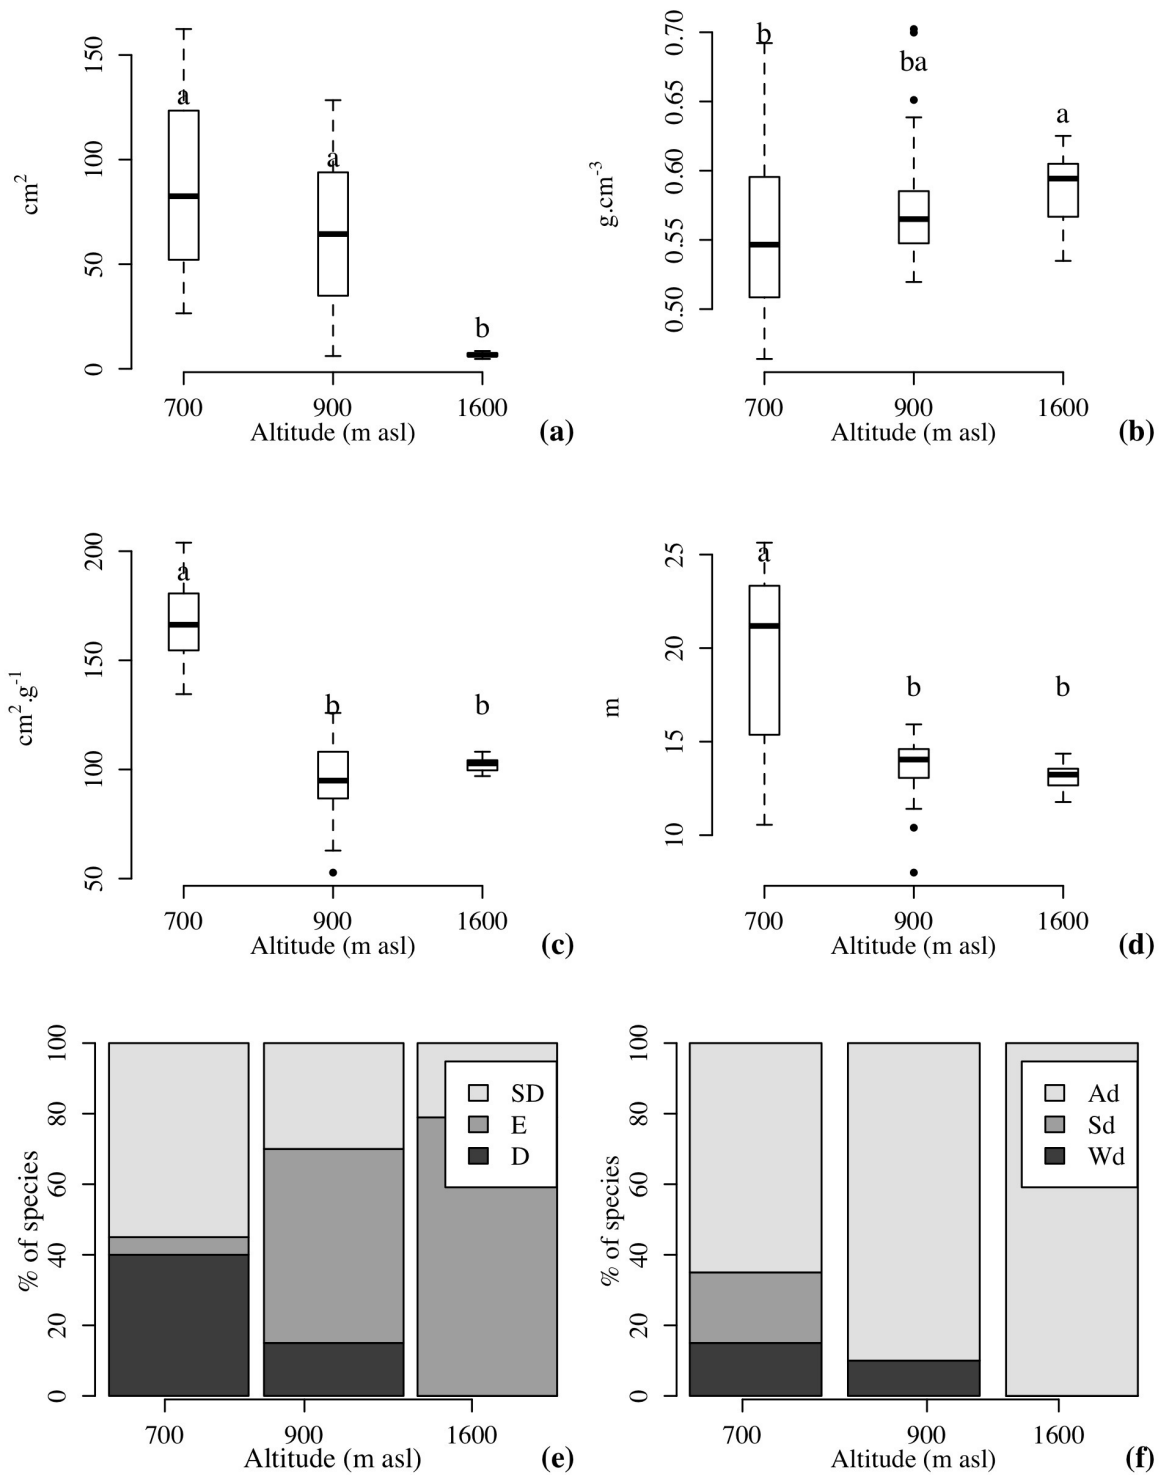 cm²
150
100
50
0
a
a
b
700 900 1600
Altitude (m asl)
(a)
g.cm⁻³
0.70
0.65
0.60
0.55
0.50
b
ba
a
700 900 1600
Altitude (m asl)
(b)
cm².g⁻¹
200
150
100
50
a
b
b
700 900 1600
Altitude (m asl)
(c)
m
25
20
15
10
a
b
b
700 900 1600
Altitude (m asl)
(d)
% of species
100
80
60
40
20
0
SD
E
D
700 900 1600
Altitude (m asl)
(e)
% of species
100
80
60
40
20
0
Ad
Sd
Wd
700 900 1600
Altitude (m asl)
(f)